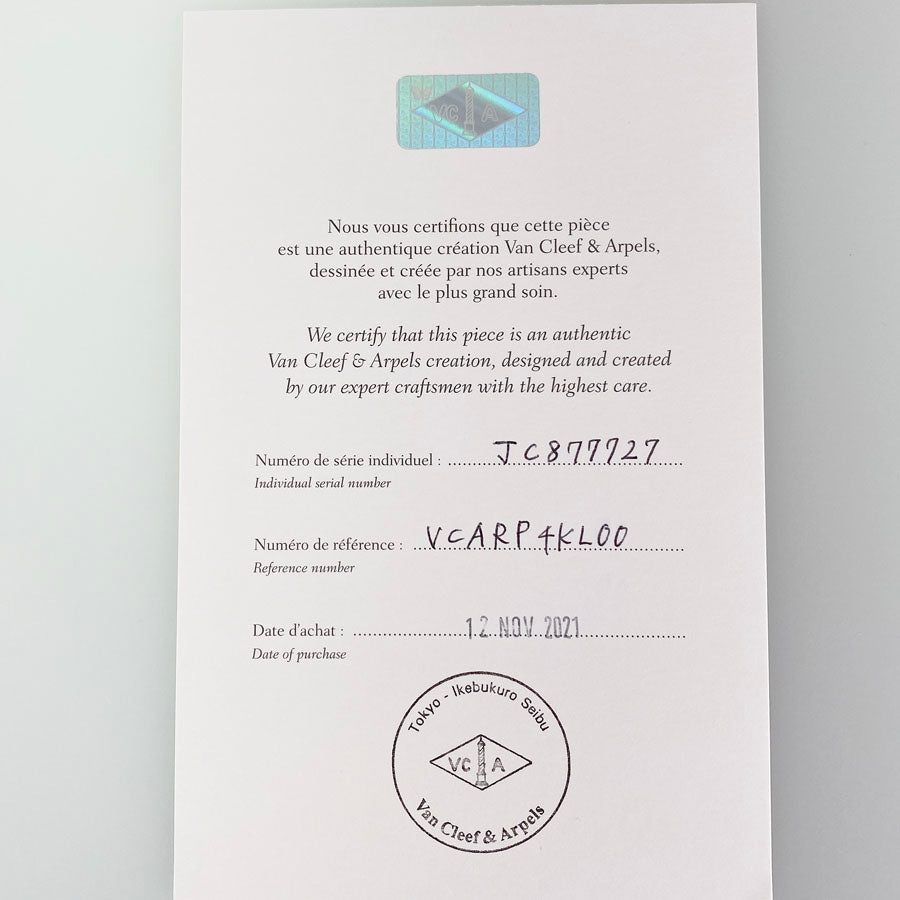 VC A
Nous vous certifions que cette pièce
est une authentique création Van Cleef & Arpels,
dessinée et créée par nos artisans experts
avec le plus grand soin.
We certify that this piece is an authentic
Van Cleef & Arpels creation, designed and created
by our expert craftsmen with the highest care.
Numéro de série individuel : JC877727
Individual serial number
Numéro de référence : VCARP4KL00
Reference number
Date d'achat : 12 NOV 2021
Date of purchase
Tokyo - Ikebukuro Seibu
VC A
Van Cleef & Arpels